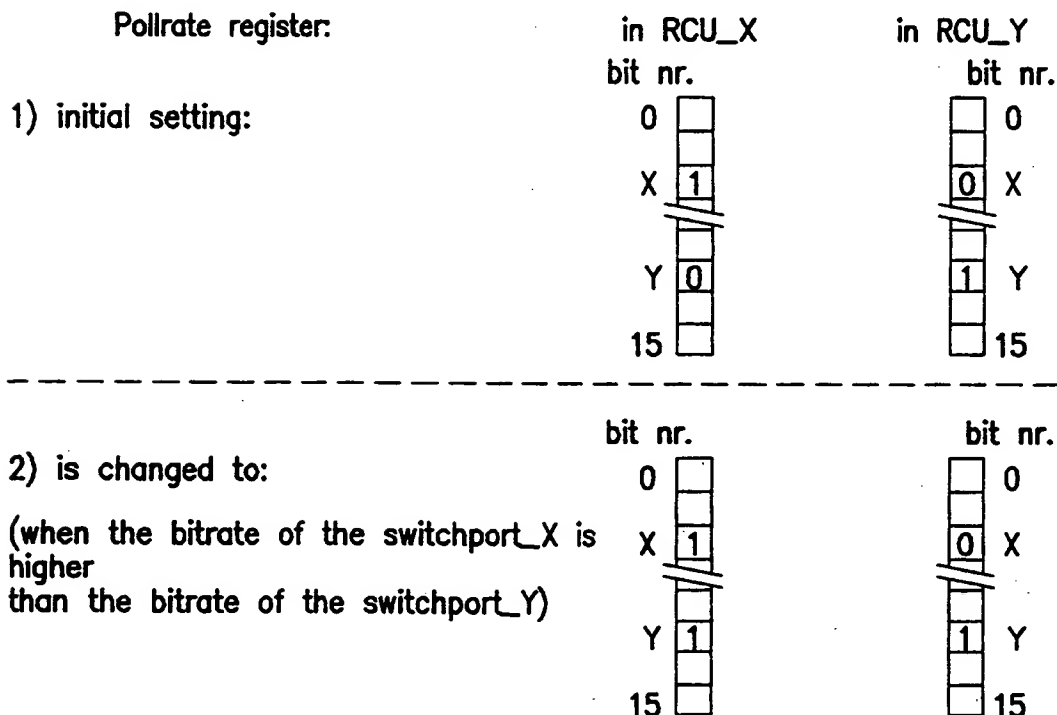 Pollrate register: in RCU_X in RCU_Y
bit nr. bit nr.
1) initial setting: 0 0
X 1 0 X
Y 0 1 Y
15 15
bit nr. bit nr.
2) is changed to: 0 0
(when the bitrate of the switchport_X is X 1 0 X
higher
than the bitrate of the switchport_Y)
Y 1 1 Y
15 15